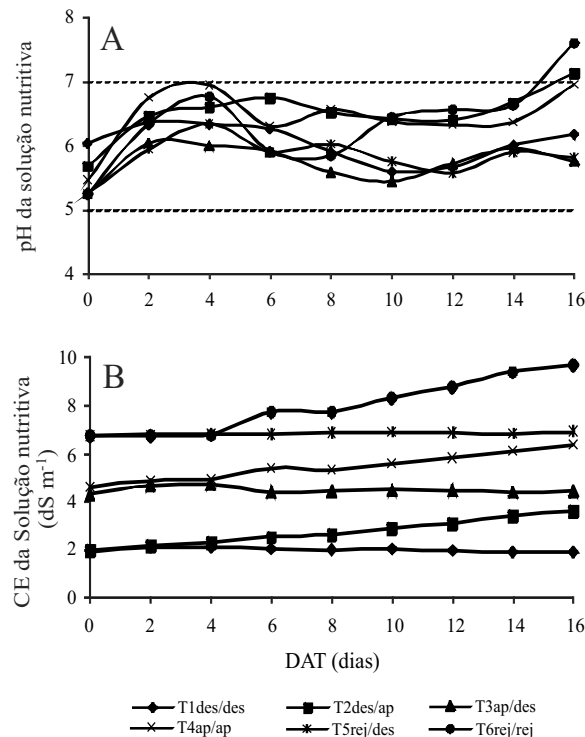 A
pH da solução nutritiva
8
7
6
5
4
0 2 4 6 8 10 12 14 16
B
CE da Solução nutritiva
(dS m-1)
10
8
6
4
2
0
0 2 4 6 8 10 12 14 16
DAT (dias)
T1des/des T2des/ap T3ap/des
T4ap/ap T5rej/des T6rej/rej